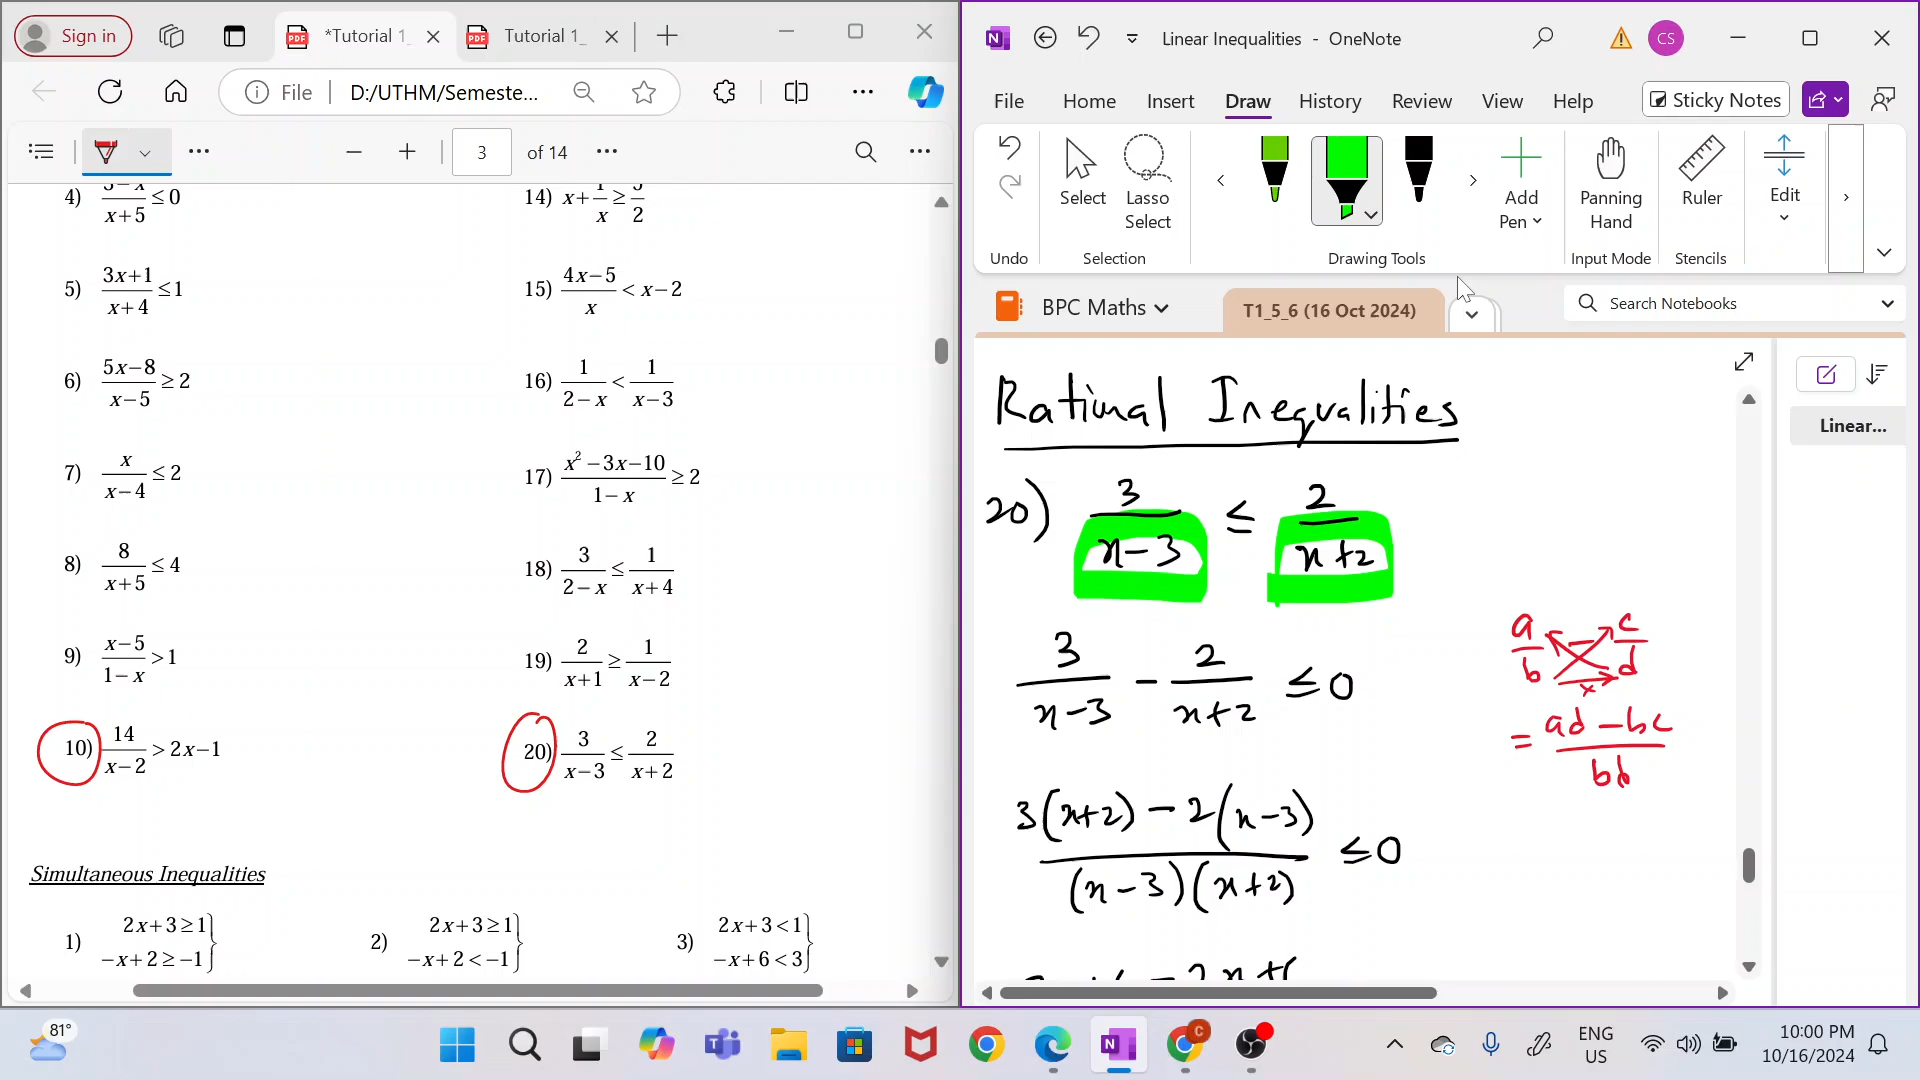 Sign in
*Tutorial 1_
Tutorial 1_
File
D:/UTHM/Semeste...
3
of 14
4) 3−x/x+5 ≤ 0
5) 3x+1/x+4 ≤ 1
6) 5x−8/x−5 ≥ 2
7) x/x−4 ≤ 2
8) 8/x+5 ≤ 4
9) x−5/1−x > 1
10) 14/x−2 > 2x−1
14) x+1/x ≥ 5/2
15) 4x−5/x < x−2
16) 1/2−x < 1/x−3
17) x²−3x−10/1−x ≥ 2
18) 3/2−x ≤ 1/x+4
19) 2/x+1 ≥ 1/x−2
20) 3/x−3 ≤ 2/x+2
Simultaneous Inequalities
1) 2x+3≥1
−x+2≥−1}
2) 2x+3≥1
−x+2<−1}
3) 2x+3<1
−x+6<3}
Linear Inequalities - OneNote
CS
File Home Insert Draw History Review View Help
Sticky Notes
Select
Lasso Select
Add Pen
Panning Hand
Ruler
Edit
Undo
Selection
Drawing Tools
Input Mode
Stencils
BPC Maths
T1_5_6 (16 Oct 2024)
Search Notebooks
Linear...
Rational Inequalities
20) 3/x−3 ≤ 2/x+2
3/x−3 − 2/x+2 ≤ 0
3(x+2) − 2(x−3)/(x−3)(x+2) ≤ 0
a/b − c/d
x
= ad − bc/bd
81°
ENG
US
10:00 PM
10/16/2024